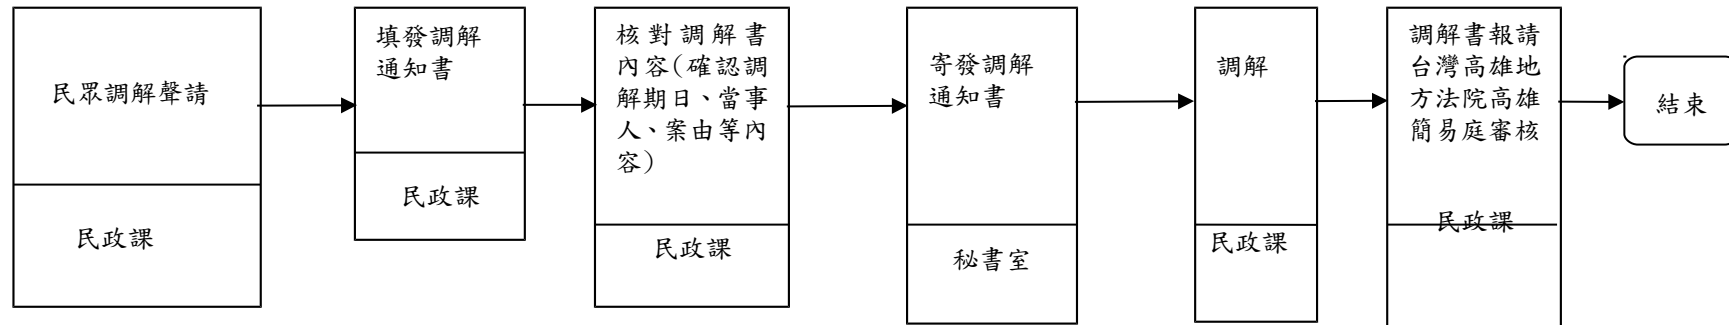 民眾調解聲請
民政課
填發調解
通知書
民政課
核對調解書
內容(確認調
解期日、當事
人、案由等內
容)
民政課
寄發調解
通知書
秘書室
調解
民政課
調解書報請
台灣高雄地
方法院高雄
簡易庭審核
民政課
結束